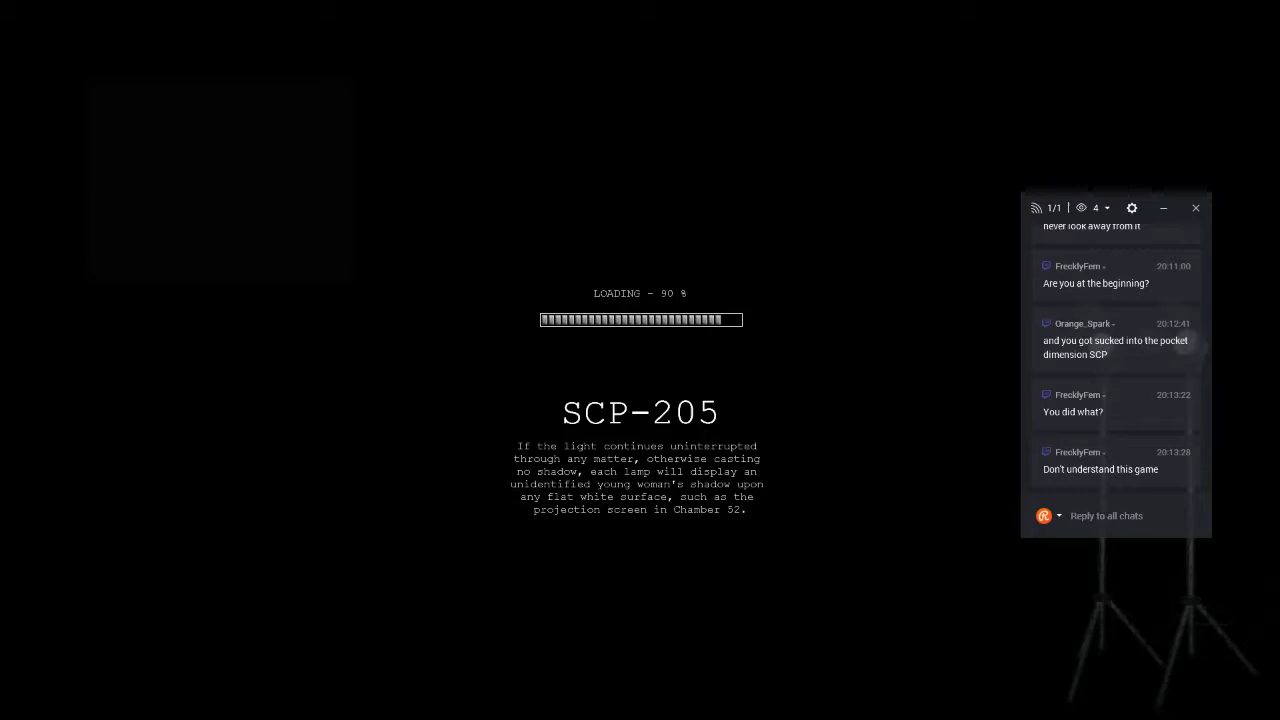 LOADING - 90 %
SCP-205
If the light continues uninterrupted
through any matter, otherwise casting
no shadow, each lamp will display an
unidentified young woman's shadow upon
any flat white surface, such as the
projection screen in Chamber 52.
1/1 | 4
never look away from it
FrecklyFem 20:11:00
Are you at the beginning?
Orange_Spark 20:12:41
and you got sucked into the pocket
dimension SCP
FrecklyFem 20:13:22
You did what?
FrecklyFem 20:13:28
Don't understand this game
Reply to all chats